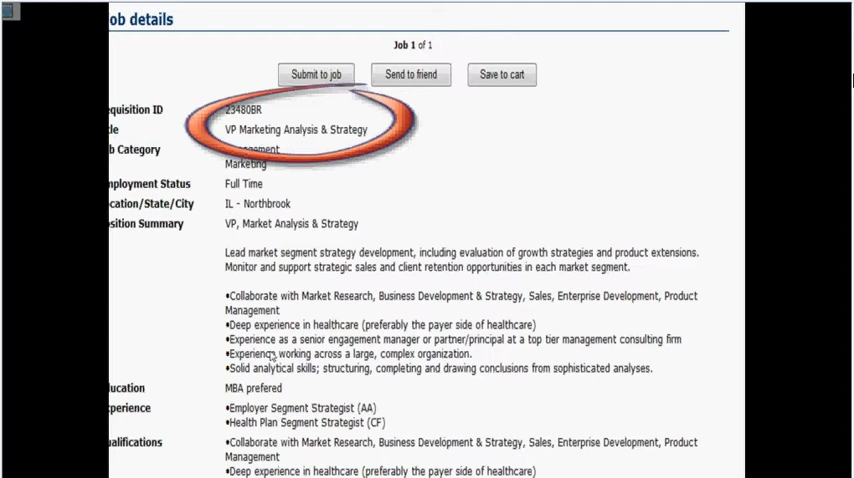 ob details
Job 1 of 1
Submit to job Send to friend Save to cart
equisition ID 23480BR
tle VP Marketing Analysis & Strategy
b Category
Marketing
mployment Status Full Time
ocation/State/City IL - Northbrook
osition Summary VP, Market Analysis & Strategy
Lead market segment strategy development, including evaluation of growth strategies and product extensions.
Monitor and support strategic sales and client retention opportunities in each market segment.
•Collaborate with Market Research, Business Development & Strategy, Sales, Enterprise Development, Product
Management
•Deep experience in healthcare (preferably the payer side of healthcare)
•Experience as a senior engagement manager or partner/principal at a top tier management consulting firm
•Experience working across a large, complex organization.
•Solid analytical skills; structuring, completing and drawing conclusions from sophisticated analyses.
ucation MBA prefered
xperience •Employer Segment Strategist (AA)
•Health Plan Segment Strategist (CF)
ualifications •Collaborate with Market Research, Business Development & Strategy, Sales, Enterprise Development, Product
Management
•Deep experience in healthcare (preferably the payer side of healthcare)